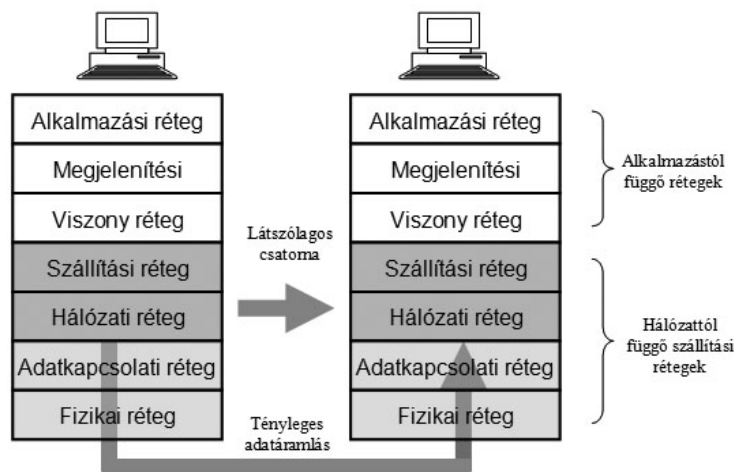 Alkalmazási réteg
Megjelenítési
Viszony réteg
Szállítási réteg
Hálózati réteg
Adatkapcsolati réteg
Fizikai réteg
Látszólagos
csatorna
Tényleges
adatáramlás
Alkalmazási réteg
Megjelenítési
Viszony réteg
Szállítási réteg
Hálózati réteg
Adatkapcsolati réteg
Fizikai réteg
Alkalmazástól
függő rétegek
Hálózattól
függő szállítási
rétegek